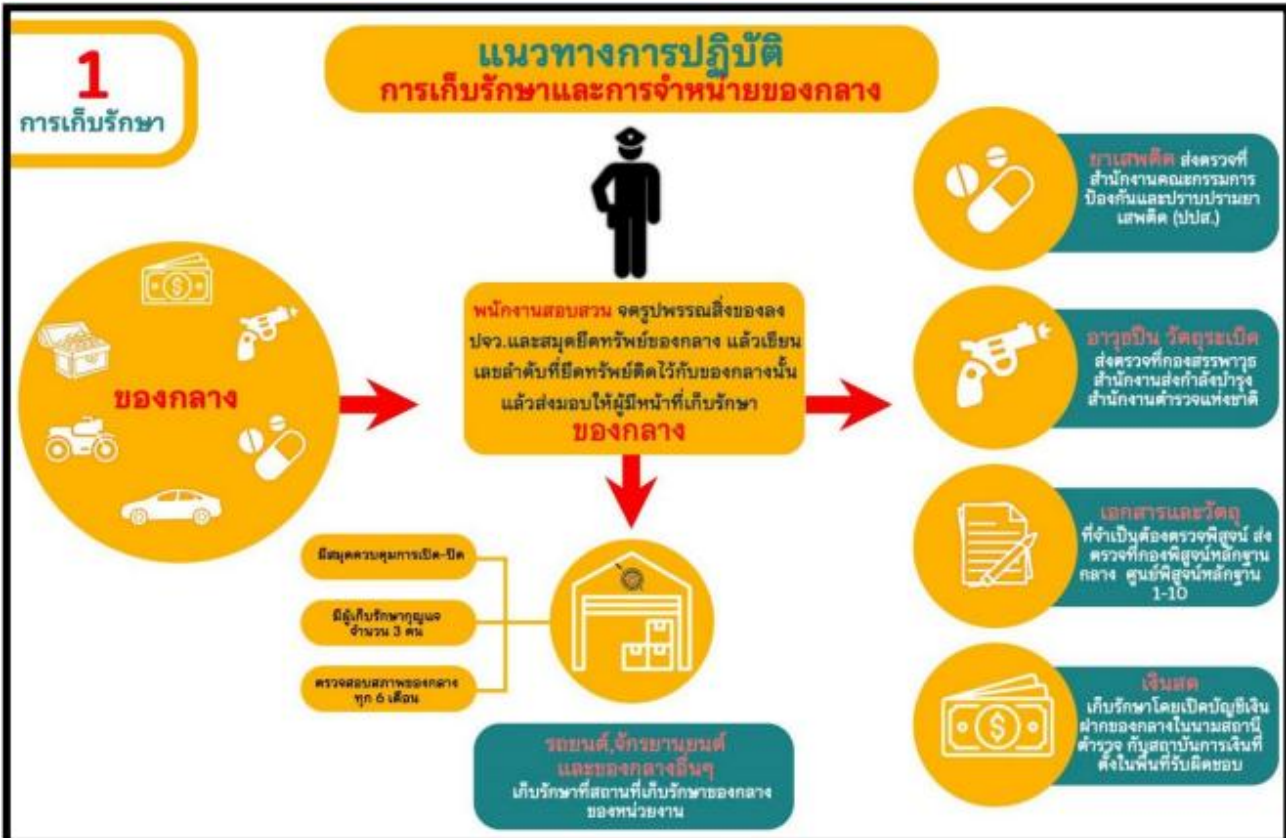 1
การเก็บรักษา
แนวทางการปฏิบัติ
การเก็บรักษาและการจำหน่ายของกลาง
ของกลาง
พนักงานสอบสวน จดรูปพรรณสิ่งของลง
ปจว.และสมุดยึดทรัพย์ของกลาง แล้วเขียน
เลขลำดับที่ยึดทรัพย์ติดไว้กับของกลางนั้น
แล้วส่งมอบให้ผู้มีหน้าที่เก็บรักษา
ของกลาง
มีสมุดควบคุมการเปิด-ปิด
มีผู้เก็บรักษากุญแจ
จำนวน 3 คน
ตรวจสอบสภาพของกลาง
ทุก 6 เดือน
รถยนต์,จักรยานยนต์
และของกลางอื่นๆ
เก็บรักษาที่สถานที่เก็บรักษาของกลาง
ของหน่วยงาน
ยาเสพติด ส่งตรวจที่
สำนักงานคณะกรรมการ
ป้องกันและปราบปรามยา
เสพติด (ปปส.)
อาวุธปืน วัตถุระเบิด
ส่งตรวจที่กองสรรพาวุธ
สำนักงานส่งกำลังบำรุง
สำนักงานตำรวจแห่งชาติ
เอกสารและวัตถุ
ที่จำเป็นต้องตรวจพิสูจน์ ส่ง
ตรวจที่กองพิสูจน์หลักฐาน
กลาง ศูนย์พิสูจน์หลักฐาน
1-10
เงินสด
เก็บรักษาโดยเปิดบัญชีเงิน
ฝากของกลางในนามสถานี
ตำรวจ กับสถาบันการเงินที่
ตั้งในพื้นที่รับผิดชอบ